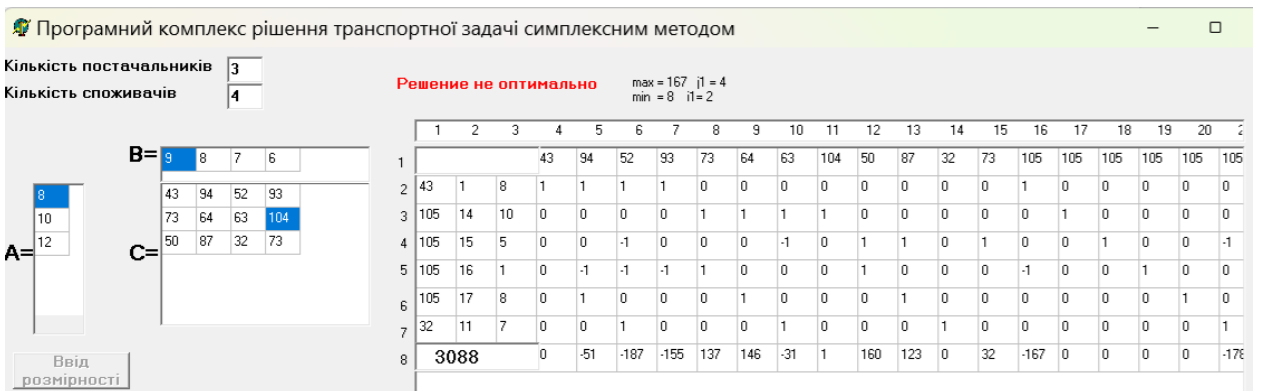 Програмний комплекс рішення транспортної задачі симплексним методом
Кількість постачальників 3
Кількість споживачів 4
Решение не оптимально
max = 167 j1 = 4
min = 8 i1 = 2
B= 9 8 7 6
A=
8
10
12
C=
43 94 52 93
73 64 63 104
50 87 32 73
Ввід
розмірності
1 2 3 4 5 6 7 8 9 10 11 12 13 14 15 16 17 18 19 20
1 43 94 52 93 73 64 63 104 50 87 32 73 105 105 105 105 105 105
2 43 1 8 1 1 1 1 0 0 0 0 0 0 0 0 1 0 0 0 0 0
3 105 14 10 0 0 0 0 1 1 1 1 0 0 0 0 0 1 0 0 0 0
4 105 15 5 0 0 -1 0 0 0 -1 0 1 1 0 1 0 0 1 0 0 -1
5 105 16 1 0 -1 -1 -1 1 0 0 0 1 0 0 0 -1 0 0 1 0 0
6 105 17 8 0 1 0 0 0 1 0 0 0 1 0 0 0 0 0 0 1 0
7 32 11 7 0 0 1 0 0 0 1 0 0 0 1 0 0 0 0 0 0 1
8 3088 0 -51 -187 -155 137 146 -31 1 160 123 0 32 -167 0 0 0 0 -178